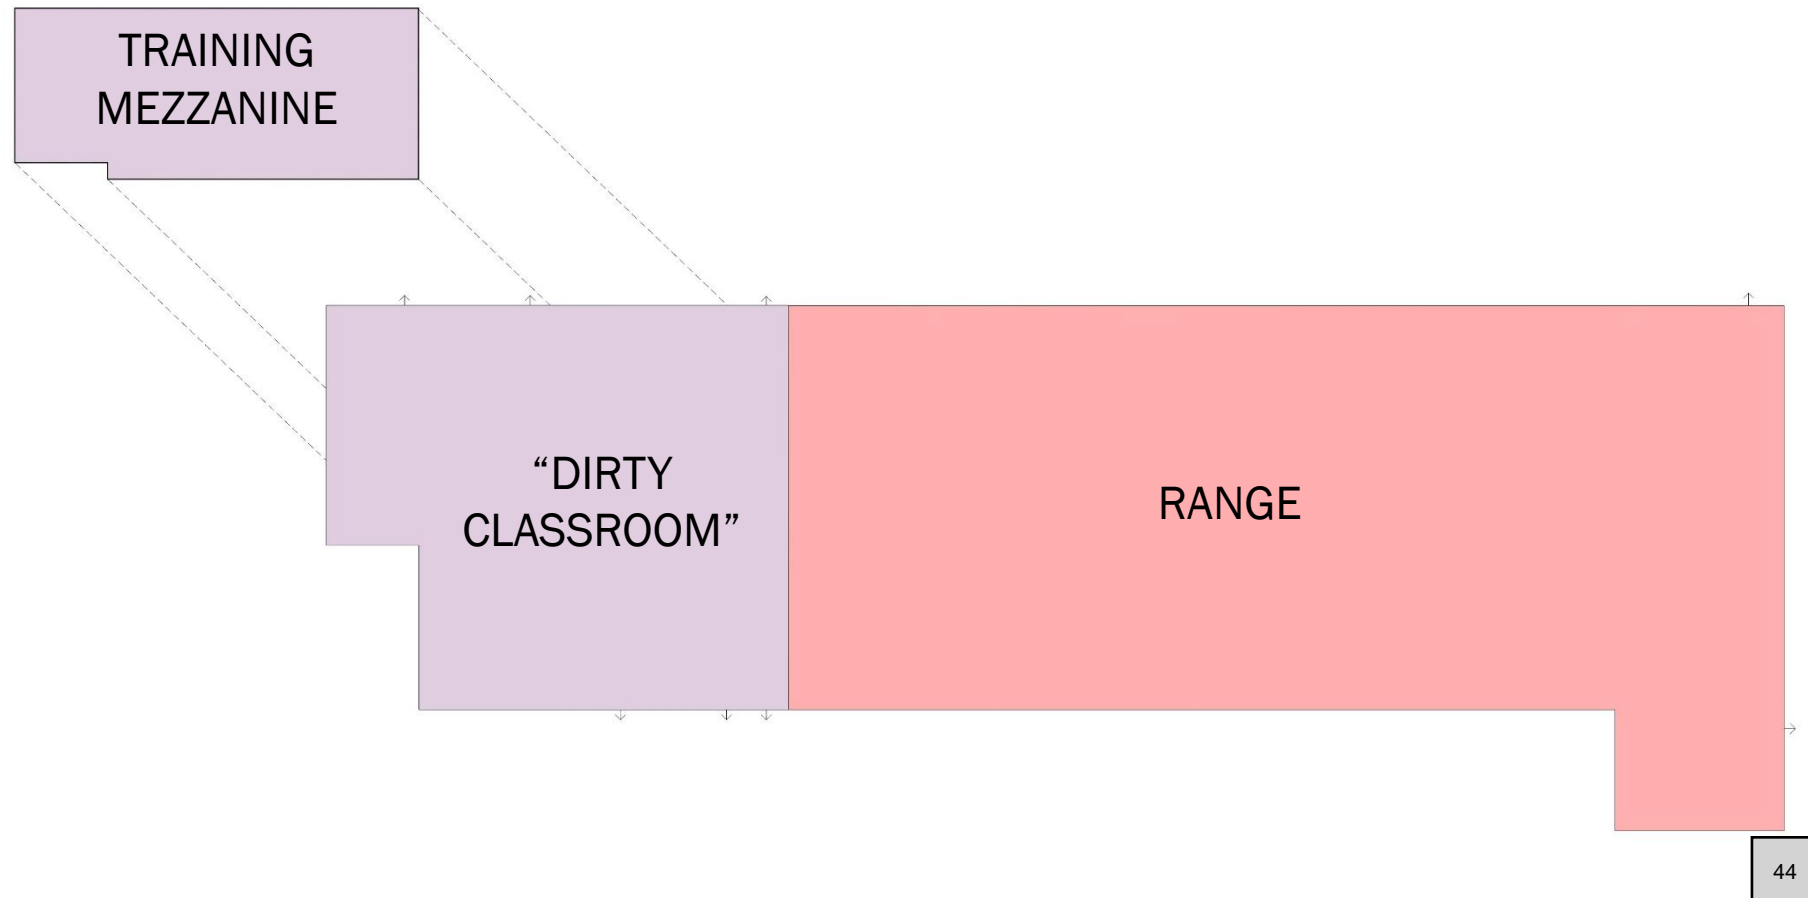 TRAINING
MEZZANINE
“DIRTY
CLASSROOM”
RANGE
44